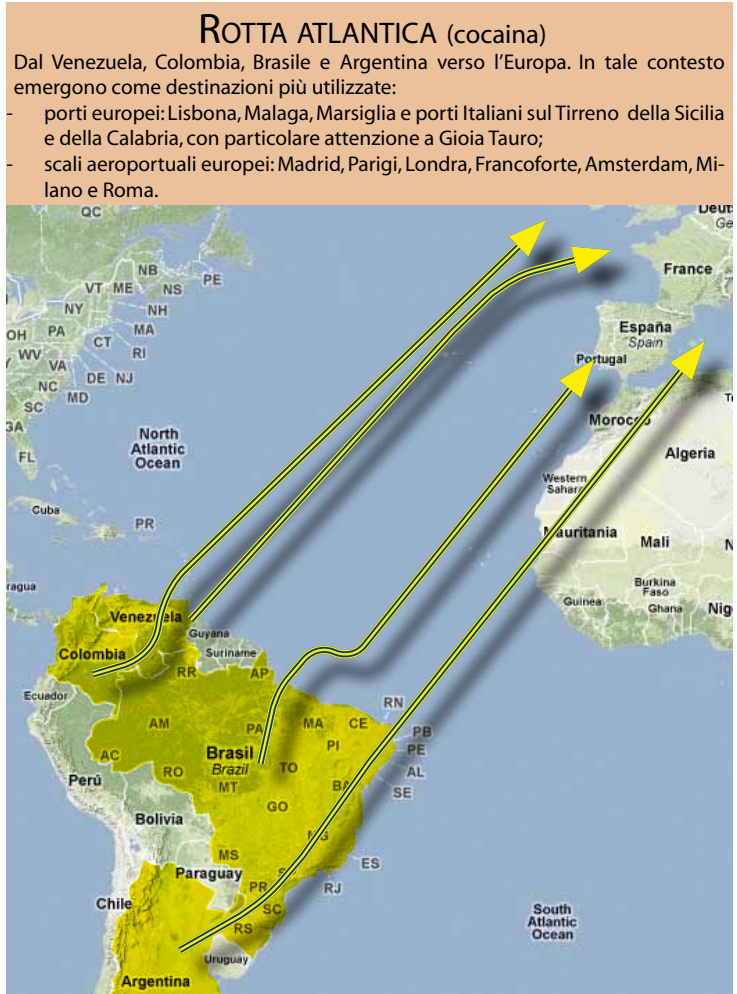 ROTTA ATLANTICA (cocaina)
Dal Venezuela, Colombia, Brasile e Argentina verso l'Europa. In tale contesto
emergono come destinazioni più utilizzate:
- porti europei: Lisbona, Malaga, Marsiglia e porti Italiani sul Tirreno della Sicilia
e della Calabria, con particolare attenzione a Gioia Tauro;
- scali aeroportuali europei: Madrid, Parigi, Londra, Francoforte, Amsterdam, Mi-
lano e Roma.
QC
Deuts
Ge
NB
PE
VT ME NS
France
NY
NH
OH PA
MA
CT
España
Spain
WV
RI
VA
Portugal
DE NJ
NC
MD
SC
Morocco
GA
North
Atlantic
Ocean
FL
Algeria
Western
Sahara
Cuba
PR
Mauritania
Mali
N
ragua
Burkina
Faso
Guinea
Ghana
Nig
Venezuela
Guyana
Colombia
Suriname
RR
AP
Ecuador
RN
AM
PA
MA
CE
PB
PI
PE
AC
Brasil
Brazil
TO
AL
RO
Perú
MT
BA
SE
GO
Bolivia
MG
MS
ES
Paraguay
PR
RJ
Chile
SC
RS
South
Atlantic
Ocean
Uruguay
Argentina